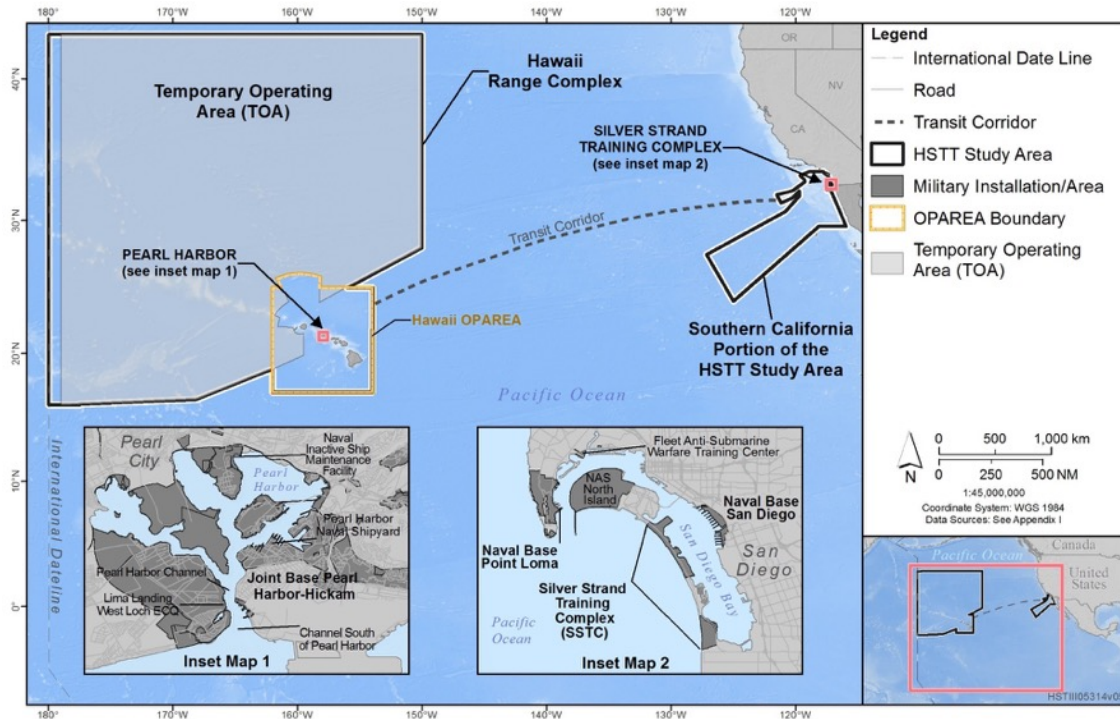 180°
170°W
160°W
150°W
140°W
130°W
120°W
40°N
30°N
20°N
10°N
0°
Temporary Operating
Area (TOA)
Hawaii
Range Complex
SILVER STRAND
TRAINING COMPLEX
(see inset map 2)
OR
NV
CA
Transit Corridor
PEARL HARBOR
(see inset map 1)
Hawaii OPAREA
Southern California
Portion of the
HSTT Study Area
Pacific Ocean
International Dateline
Pearl
City
Naval
Inactive Ship
Maintenance
Facility
Pearl
Harbor
Pearl Harbor
Naval Shipyard
Pearl Harbor Channel
Joint Base Pearl
Harbor-Hickam
Lima Landing
West Loch ECO
Channel South
of Pearl Harbor
Inset Map 1
Fleet Anti-Submarine
Warfare Training Center
NAS
North
Island
Naval Base
San Diego
Naval Base
Point Loma
San Diego Bay
San
Diego
Silver Strand
Training
Complex
(SSTC)
Pacific
Ocean
Inset Map 2
Legend
International Date Line
Road
Transit Corridor
HSTT Study Area
Military Installation/Area
OPAREA Boundary
Temporary Operating
Area (TOA)
N
0 500 1,000 km
0 250 500 NM
1:45,000,000
Coordinate System: WGS 1984
Data Sources: See Appendix I
Pacific Ocean
Canada
United
States
180°
170°W
160°W
150°W
140°W
130°W
120°W